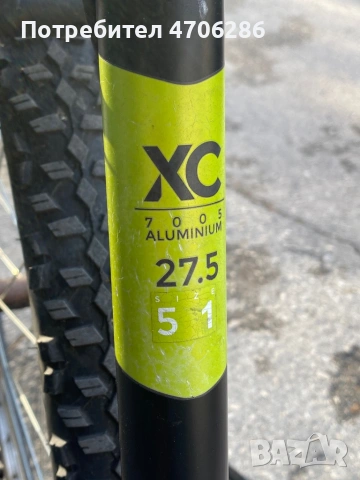 Потребител 4706286
XC
7005
ALUMINIUM
27.5
SIZE
51
BAZAR